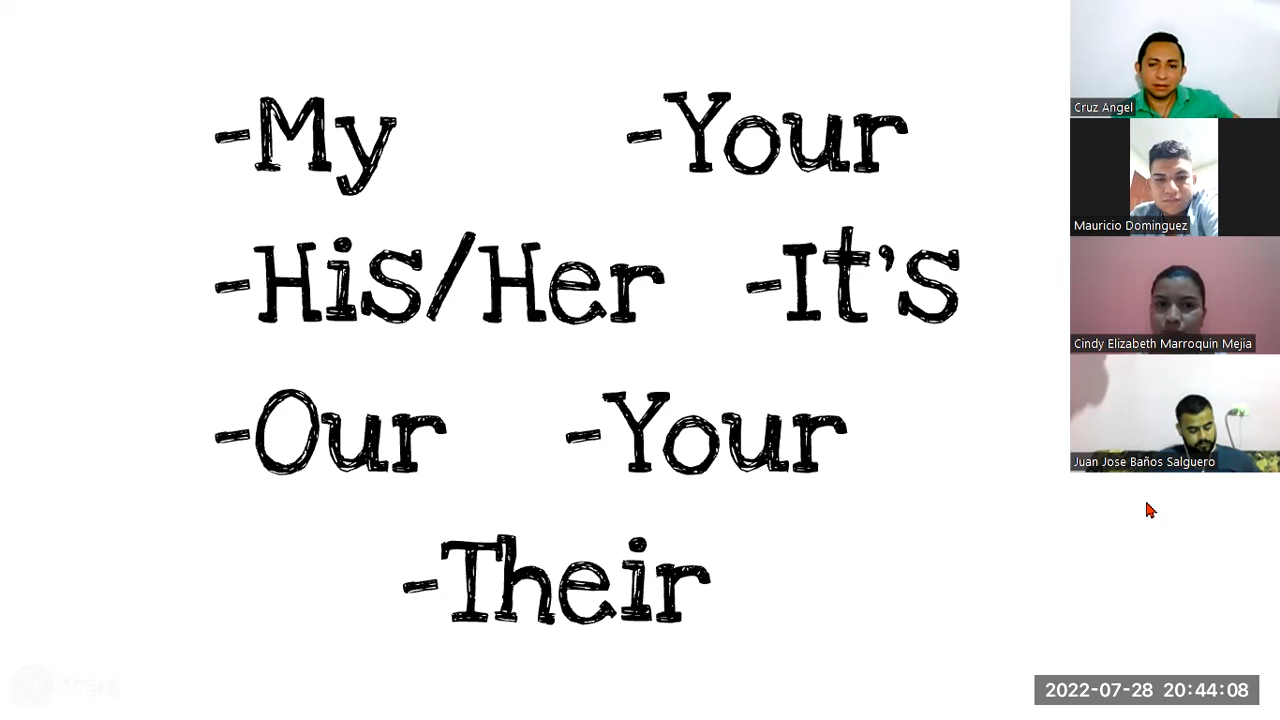 -My -Your
-His/Her -It's
-Our -Your
-Their
Cruz Angel
Mauricio Dominguez
Cindy Elizabeth Marroquin Mejia
Juan Jose Baños Salguero
2022-07-28 20:44:08